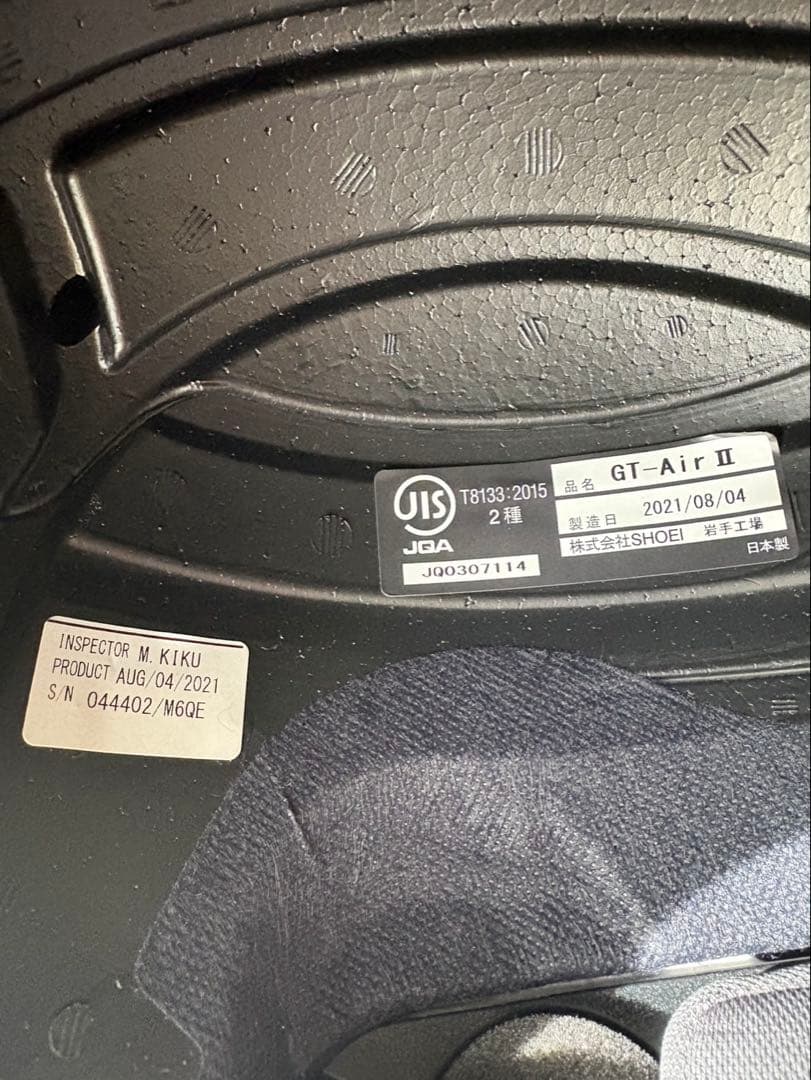 JIS
T8133:2015
2種
JQA
JQ0307114
品名 GT-Air Ⅱ
製造日 2021/08/04
株式会社SHOEI 岩手工場
日本製
INSPECTOR M. KIKU
PRODUCT AUG/04/2021
S/N 044402/M6QE